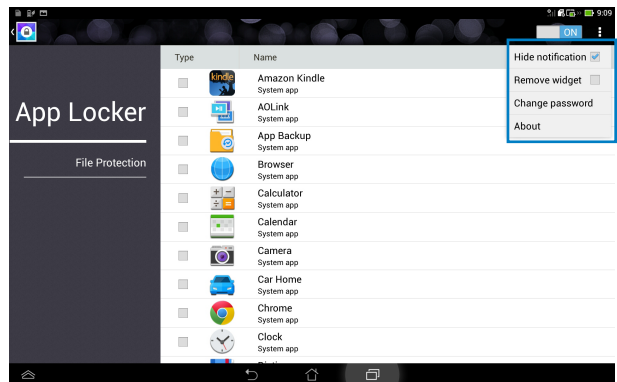 9:09
ON
Type Name
Hide notification
Remove widget
Change password
About
App Locker
File Protection
kindle
Amazon Kindle
System app
AOLink
System app
App Backup
System app
Browser
System app
Calculator
System app
Calendar
System app
Camera
System app
Car Home
System app
Chrome
System app
Clock
System app